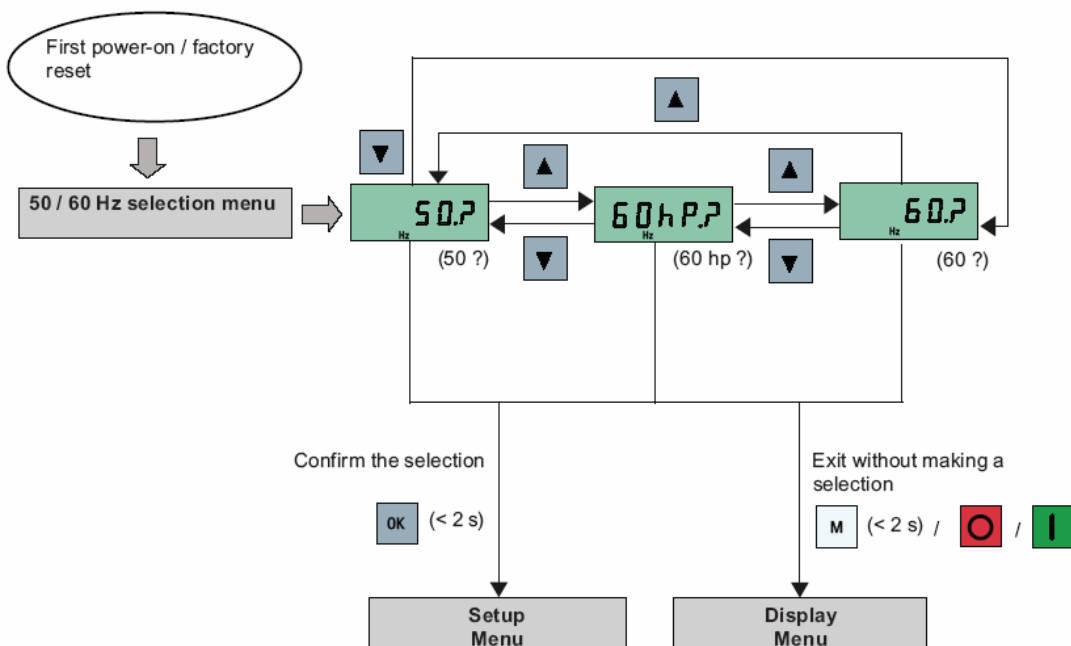 First power-on / factory
reset
50 / 60 Hz selection menu
50.?
Hz
(50 ?)
60hP.?
Hz
(60 hp ?)
60.?
Hz
(60 ?)
Confirm the selection
OK (< 2 s)
Exit without making a
selection
M (< 2 s) / /
Setup
Menu
Display
Menu